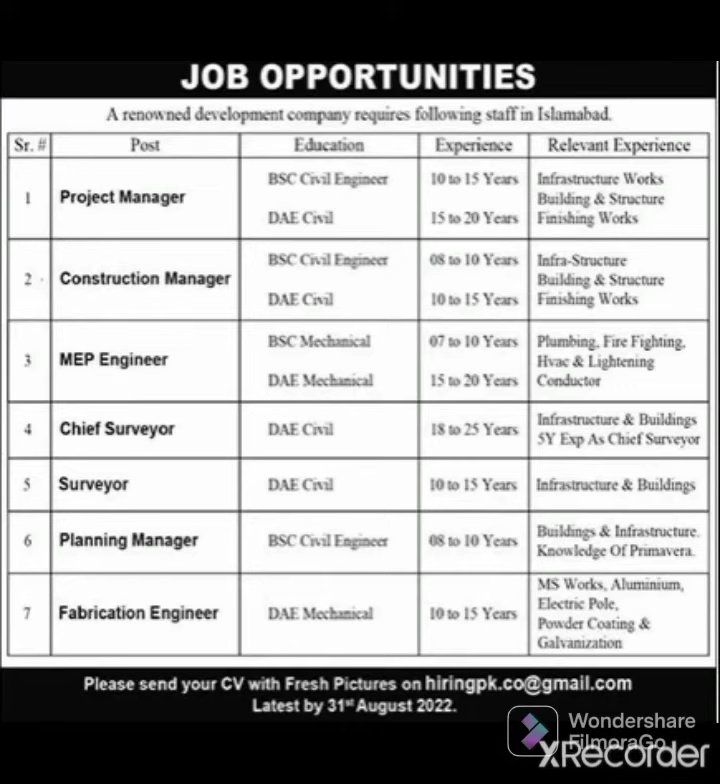 JOB OPPORTUNITIES
A renowned development company requires following staff in Islamabad.
Sr. # Post Education Experience Relevant Experience
1 Project Manager BSC Civil Engineer 10 to 15 Years Infrastructure Works
Building & Structure
DAE Civil 15 to 20 Years Finishing Works
2 Construction Manager BSC Civil Engineer 08 to 10 Years Infra-Structure
Building & Structure
DAE Civil 10 to 15 Years Finishing Works
3 MEP Engineer BSC Mechanical 07 to 10 Years Plumbing, Fire Fighting,
Hvac & Lightening
DAE Mechanical 15 to 20 Years Conductor
4 Chief Surveyor DAE Civil 18 to 25 Years Infrastructure & Buildings
5Y Exp As Chief Surveyor
5 Surveyor DAE Civil 10 to 15 Years Infrastructure & Buildings
6 Planning Manager BSC Civil Engineer 08 to 10 Years Buildings & Infrastructure.
Knowledge Of Primavera.
7 Fabrication Engineer DAE Mechanical 10 to 15 Years MS Works, Aluminium,
Electric Pole,
Powder Coating &
Galvanization
Please send your CV with Fresh Pictures on hiringpk.co@gmail.com
Latest by 31st August 2022.
Wondershare
FilmoraGo
XRecorder